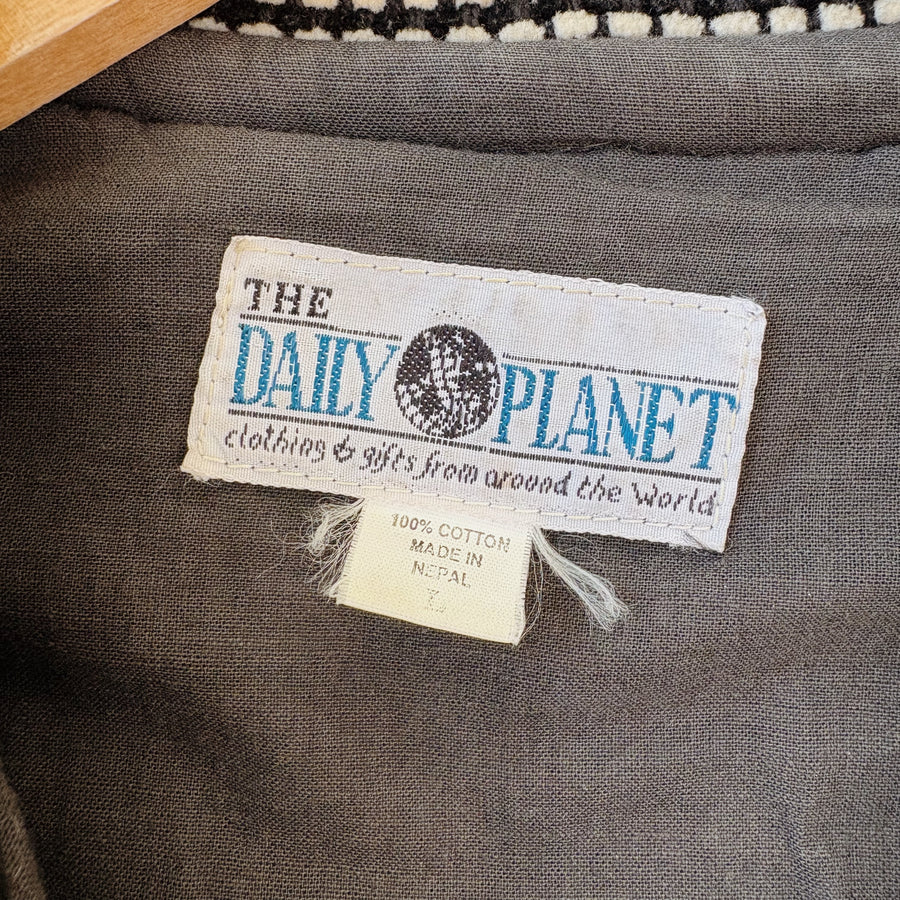 THE
DAILY PLANET
clothing & gifts from around the World
100% COTTON
MADE IN
NEPAL
L